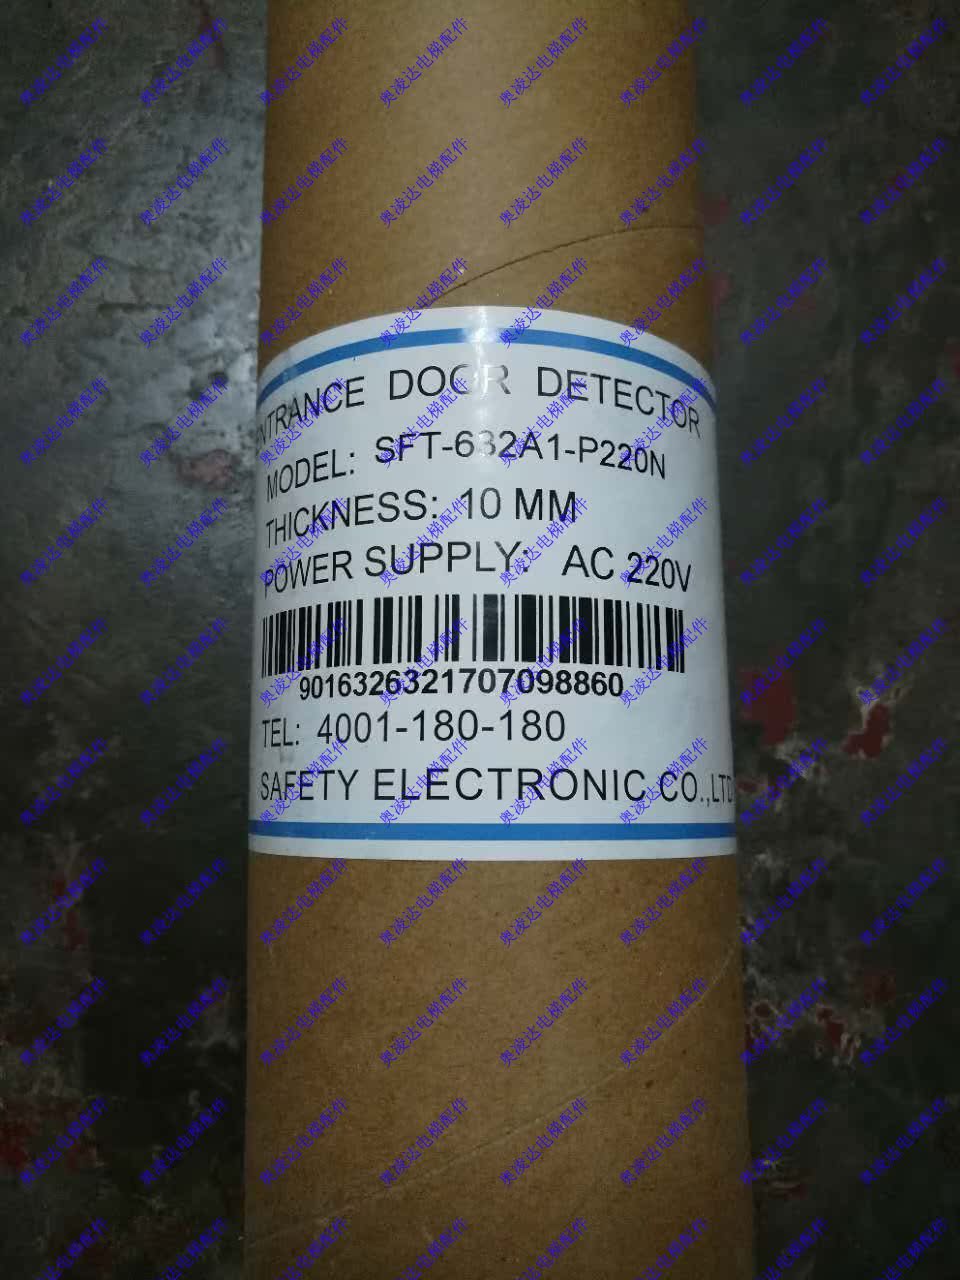 ENTRANCE DOOR DETECTOR
MODEL: SFT-632A1-P220N
THICKNESS: 10 MM
POWER SUPPLY: AC 220V
9016326321707098860
TEL: 4001-180-180
SAFETY ELECTRONIC CO.,LTD
奥凌达电梯配件